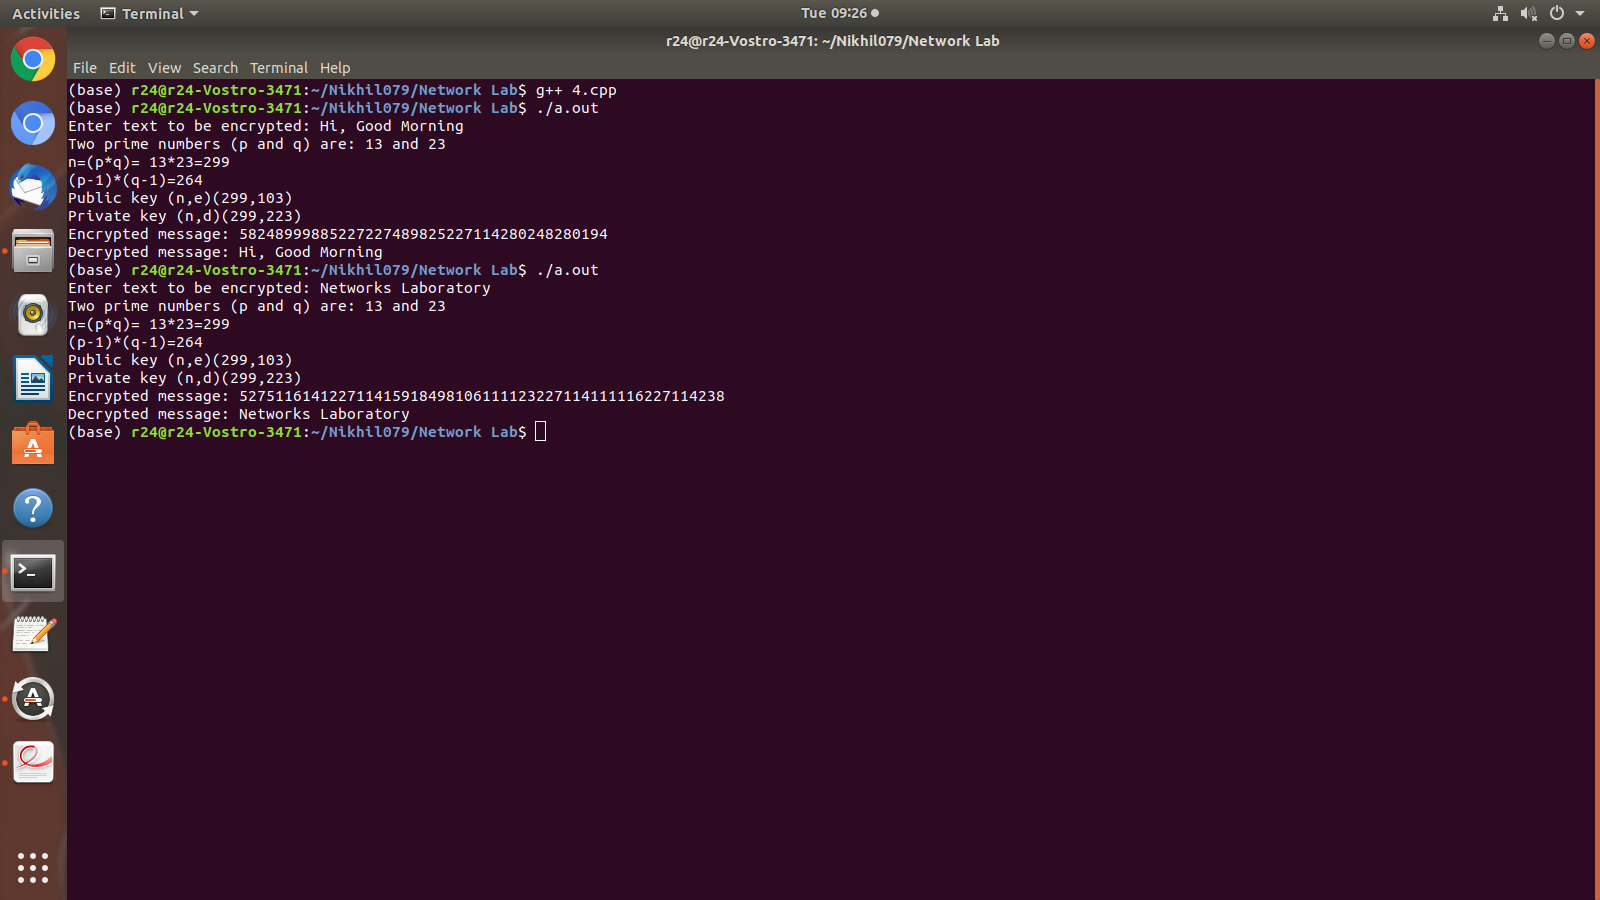 Activities Terminal Tue 09:26
r24@r24-Vostro-3471: ~/Nikhil079/Network Lab
File Edit View Search Terminal Help
(base) r24@r24-Vostro-3471:~/Nikhil079/Network Lab$ g++ 4.cpp
(base) r24@r24-Vostro-3471:~/Nikhil079/Network Lab$ ./a.out
Enter text to be encrypted: Hi, Good Morning
Two prime numbers (p and q) are: 13 and 23
n=(p*q)= 13*23=299
(p-1)*(q-1)=264
Public key (n,e)(299,103)
Private key (n,d)(299,223)
Encrypted message: 58248999885227227489825227114280248280194
Decrypted message: Hi, Good Morning
(base) r24@r24-Vostro-3471:~/Nikhil079/Network Lab$ ./a.out
Enter text to be encrypted: Networks Laboratory
Two prime numbers (p and q) are: 13 and 23
n=(p*q)= 13*23=299
(p-1)*(q-1)=264
Public key (n,e)(299,103)
Private key (n,d)(299,223)
Encrypted message: 527511614122711415918498106111123227114111116227114238
Decrypted message: Networks Laboratory
(base) r24@r24-Vostro-3471:~/Nikhil079/Network Lab$